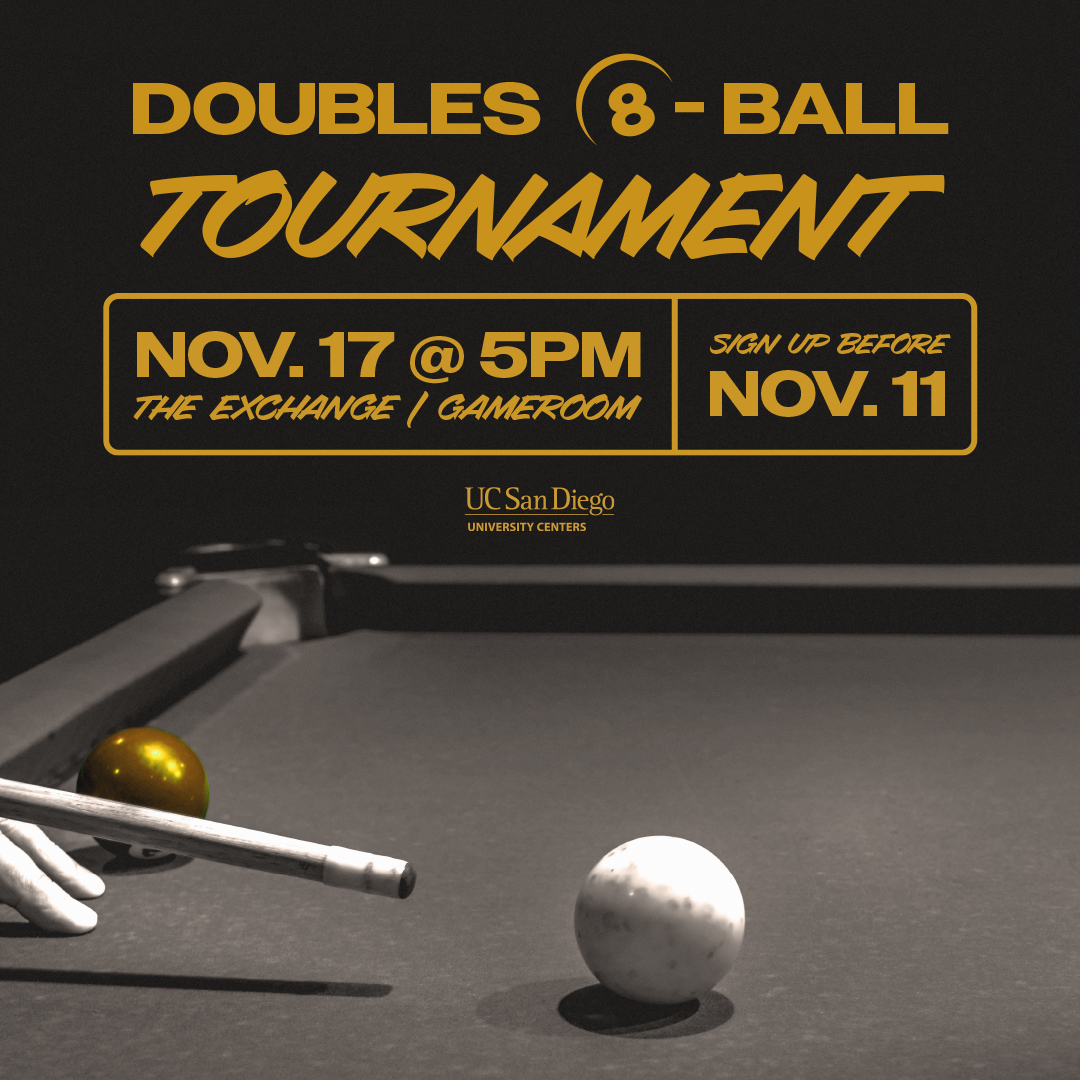 DOUBLES 8-BALL
TOURNAMENT
NOV. 17 @ 5PM
THE EXCHANGE / GAMEROOM
SIGN UP BEFORE
NOV. 11
UC San Diego
UNIVERSITY CENTERS